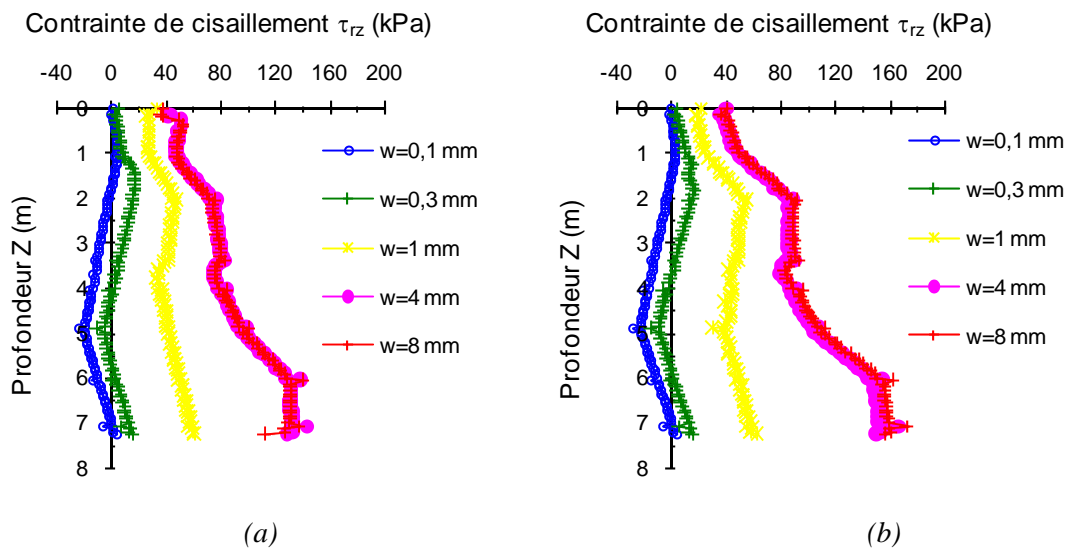 Contrainte de cisaillement τrz (kPa)
-40 0 40 80 120 160 200
0
1
2
3
4
5
6
7
8
Profondeur Z (m)
w=0,1 mm
w=0,3 mm
w=1 mm
w=4 mm
w=8 mm
(a)
Contrainte de cisaillement τrz (kPa)
-40 0 40 80 120 160 200
0
1
2
3
4
5
6
7
8
Profondeur Z (m)
w=0,1 mm
w=0,3 mm
w=1 mm
w=4 mm
w=8 mm
(b)